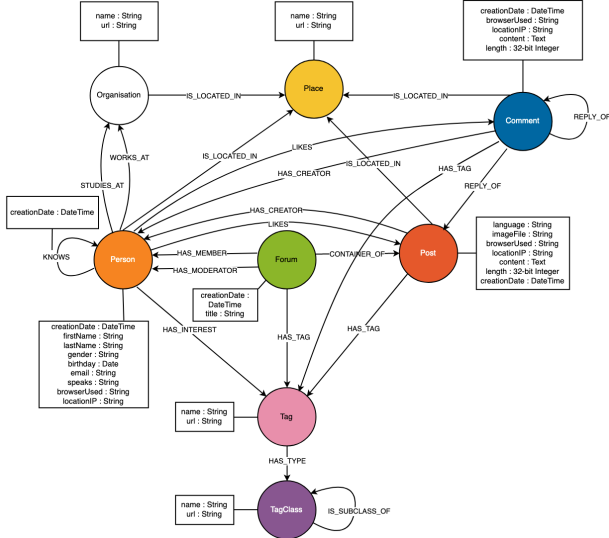 name : String
url : String
name : String
url : String
creationDate : DateTime
browserUsed : String
locationIP : String
content : Text
length : 32-bit Integer
Organisation
IS_LOCATED_IN
Place
IS_LOCATED_IN
Comment
REPLY_OF
LIKES
WORKS_AT
IS_LOCATED_IN
IS_LOCATED_IN
HAS_TAG
HAS_CREATOR
STUDIES_AT
REPLY_OF
creationDate : DateTime
HAS_CREATOR
LIKES
language : String
imageFile : String
browserUsed : String
locationIP : String
content : Text
length : 32-bit Integer
creationDate : DateTime
KNOWS
Person
HAS_MEMBER
HAS_MODERATOR
Forum
CONTAINER_OF
Post
creationDate :
DateTime
title : String
creationDate : DateTime
firstName : String
lastName : String
gender : String
birthday : Date
email : String
speaks : String
browserUsed : String
locationIP : String
HAS_INTEREST
HAS_TAG
HAS_TAG
name : String
url : String
Tag
HAS_TYPE
name : String
url : String
TagClass
IS_SUBCLASS_OF